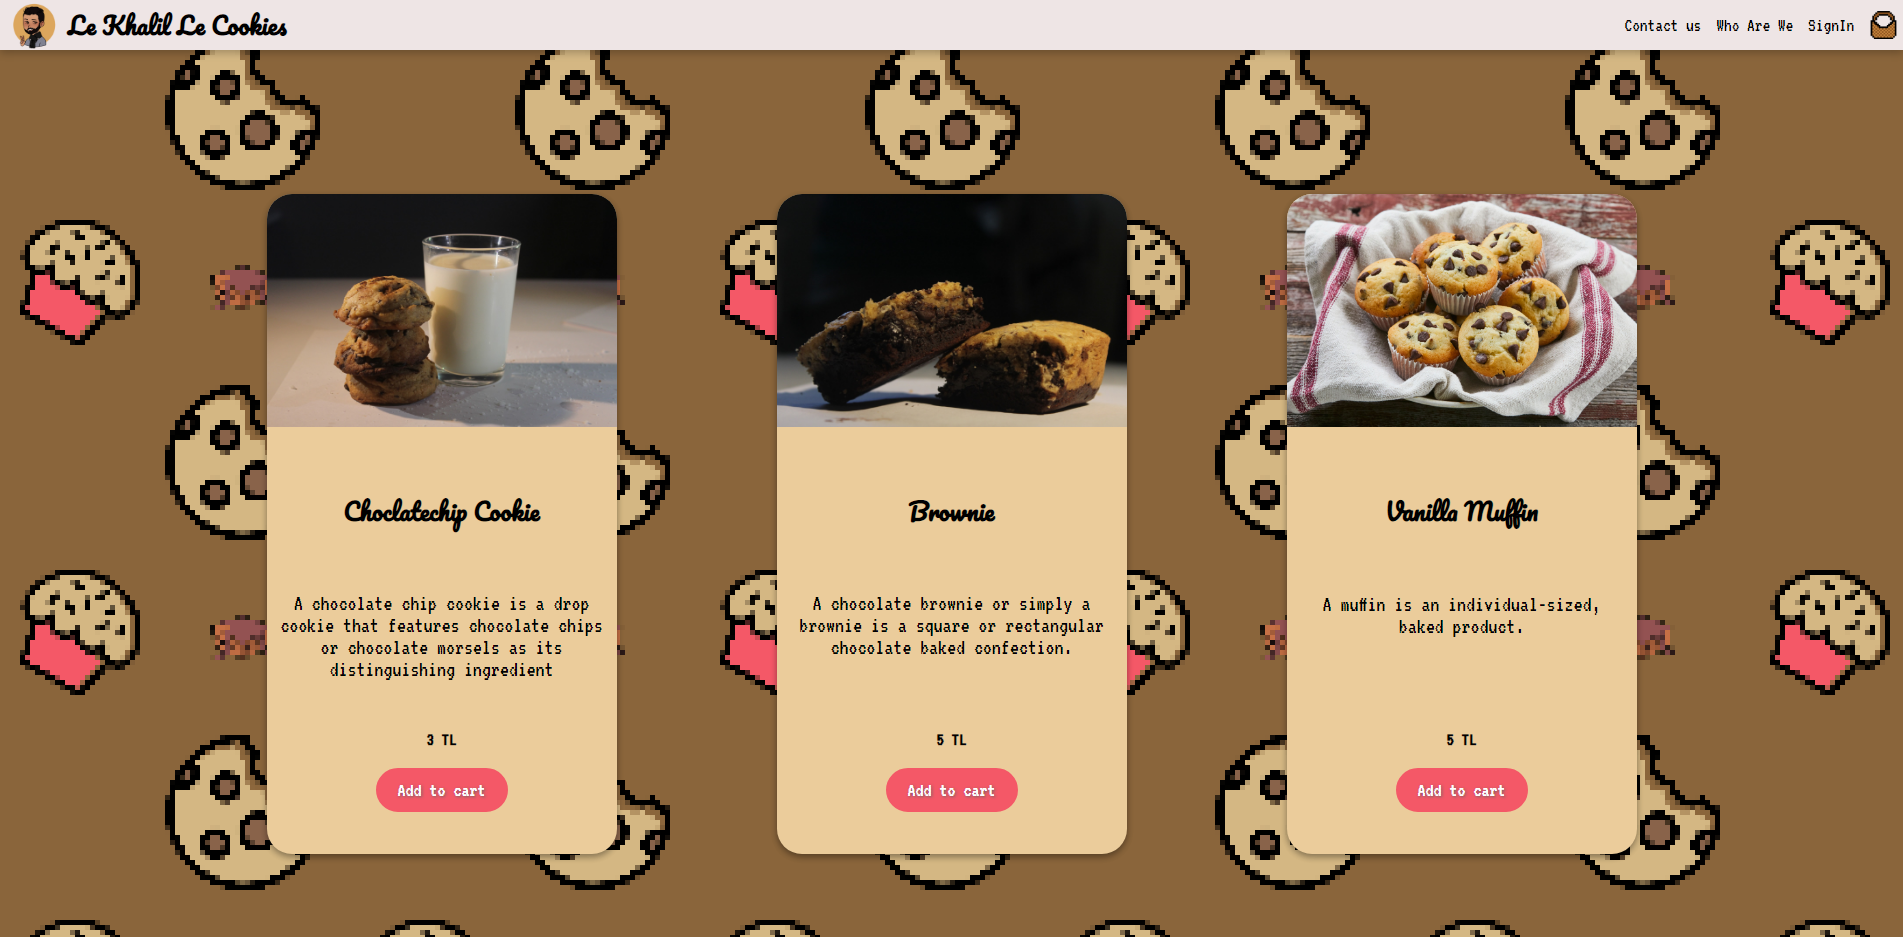 Le Khalil Le Cookies
Contact us Who Are We SignIn
Choclatechip Cookie
A chocolate chip cookie is a drop
cookie that features chocolate chips
or chocolate morsels as its
distinguishing ingredient
3 TL
Add to cart
Brownie
A chocolate brownie or simply a
brownie is a square or rectangular
chocolate baked confection.
5 TL
Add to cart
Vanilla Muffin
A muffin is an individual-sized,
baked product.
5 TL
Add to cart